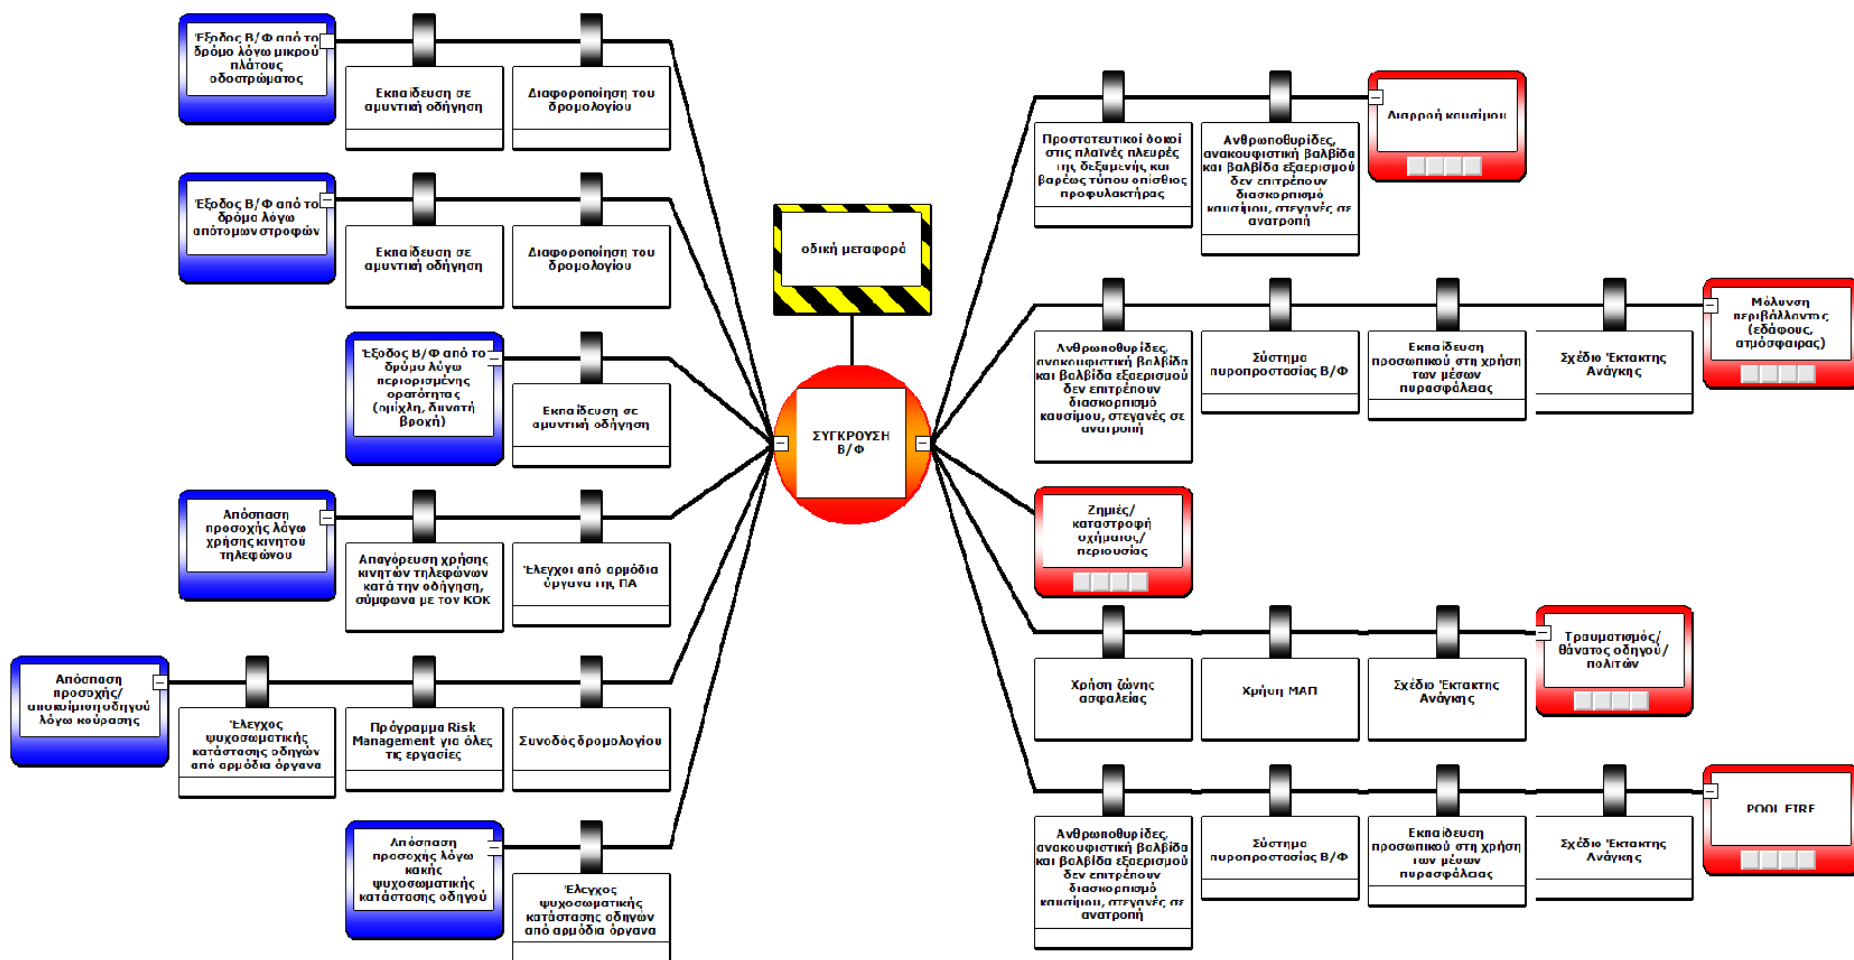 Έξοδος Β/Φ από το
δρόμο λόγω μικρού
πλάτους
οδοστρώματος
Εκπαίδευση σε
αμυντική οδήγηση
Διαφοροποίηση του
δρομολογίου
Έξοδος Β/Φ από το
δρόμο λόγω
απότομων στροφών
Εκπαίδευση σε
αμυντική οδήγηση
Διαφοροποίηση του
δρομολογίου
Έξοδος Β/Φ από το
δρόμο λόγω
περιορισμένης
ορατότητας
(ομίχλη, δυνατή
βροχή)
Εκπαίδευση σε
αμυντική οδήγηση
Απόσπαση
προσοχής λόγω
χρήσης κινητού
τηλεφώνου
Απαγόρευση χρήσης
κινητών τηλεφώνων
κατά την οδήγηση,
σύμφωνα με τον ΚΟΚ
Έλεγχοι από αρμόδια
όργανα της ΠΑ
Απόσπαση
προσοχής/
αποκοίμιση οδηγού
λόγω κούρασης
Έλεγχος
ψυχοσωματικής
κατάστασης οδηγών
από αρμόδια όργανα
Πρόγραμμα Risk
Management για όλες
τις εργασίες
Συνοδός δρομολογίου
Απόσπαση
προσοχής λόγω
κακής
ψυχοσωματικής
κατάστασης οδηγού
Έλεγχος
ψυχοσωματικής
κατάστασης οδηγών
από αρμόδια όργανα
οδική μεταφορά
ΣΥΓΚΡΟΥΣΗ
Β/Φ
Προστατευτικοί δοκοί
στις πλαϊνές πλευρές
της δεξαμενής και
βαρέως τύπου οπίσθιος
προφυλακτήρας
Ανθρωποθυρίδες,
ανακουφιστική βαλβίδα
και βαλβίδα εξαερισμού
δεν επιτρέπουν
διασκορπισμό
καυσίμου, στεγανές σε
ανατροπή
Διαρροή καυσίμου
Ανθρωποθυρίδες,
ανακουφιστική βαλβίδα
και βαλβίδα εξαερισμού
δεν επιτρέπουν
διασκορπισμό
καυσίμου, στεγανές σε
ανατροπή
Σύστημα
πυροπροστασίας Β/Φ
Εκπαίδευση
προσωπικού στη χρήση
των μέσων
πυρασφάλειας
Σχέδιο Έκτακτης
Ανάγκης
Μόλυνση
περιβάλλοντος
(εδάφους,
ατμόσφαιρας)
Ζημιές/
καταστροφή
οχήματος/
περιουσίας
Χρήση ζώνης
ασφαλείας
Χρήση ΜΑΠ
Σχέδιο Έκτακτης
Ανάγκης
Τραυματισμός/
θάνατος οδηγού/
πολιτών
Ανθρωποθυρίδες,
ανακουφιστική βαλβίδα
και βαλβίδα εξαερισμού
δεν επιτρέπουν
διασκορπισμό
καυσίμου, στεγανές σε
ανατροπή
Σύστημα
πυροπροστασίας Β/Φ
Εκπαίδευση
προσωπικού στη χρήση
των μέσων
πυρασφάλειας
Σχέδιο Έκτακτης
Ανάγκης
POOL FIRE